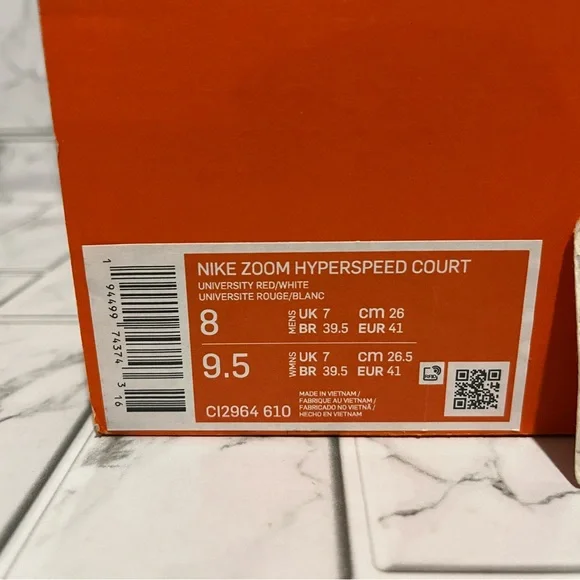 NIKE ZOOM HYPERSPEED COURT
UNIVERSITY RED/WHITE
UNIVERSITE ROUGE/BLANC
8 MENS UK 7 cm 26
BR 39.5 EUR 41
9.5 WMNS UK 7 cm 26.5
BR 39.5 EUR 41
CI2964 610
MADE IN VIETNAM /
FABRIQUE AU VIETNAM /
FABRICADO NO VIETNÃ /
HECHO EN VIETNAM
1 94499 74374 3 16